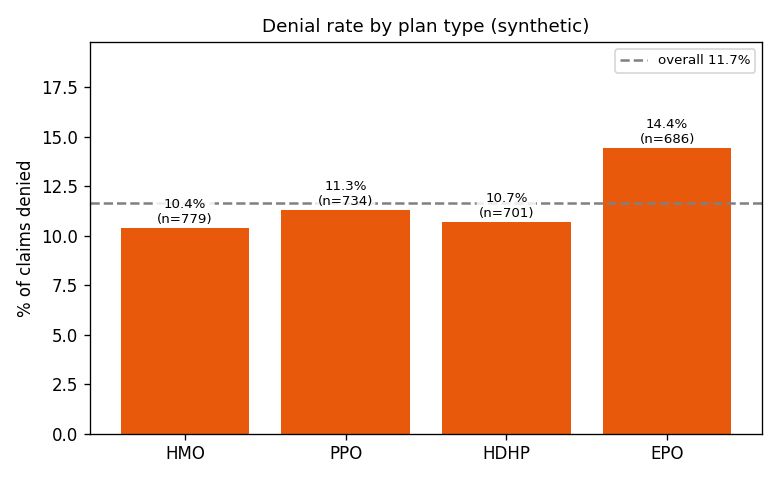 Denial rate by plan type (synthetic)
overall 11.7%
% of claims denied
17.5
15.0
12.5
10.0
7.5
5.0
2.5
0.0
10.4%
(n=779)
11.3%
(n=734)
10.7%
(n=701)
14.4%
(n=686)
HMO
PPO
HDHP
EPO